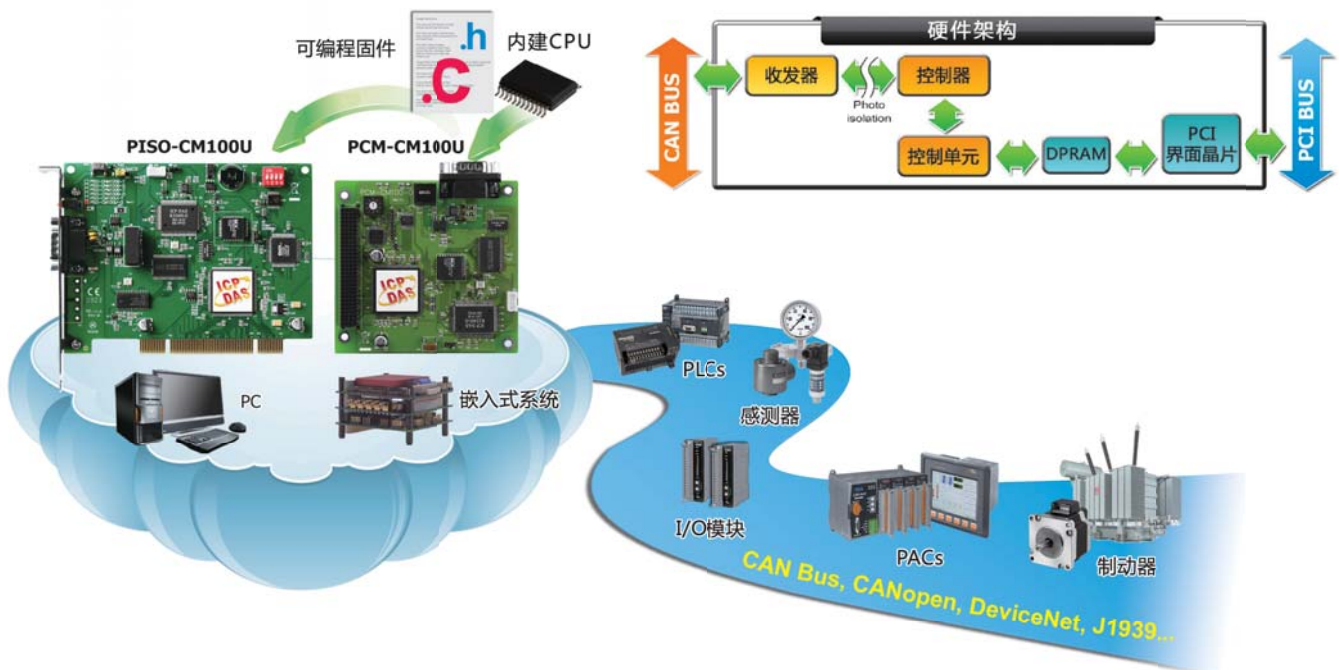 可编程固件
.h
.c
内建CPU
PISO-CM100U
PCM-CM100U
ICP DAS
PCM-CM100
ICP DAS
PC
嵌入式系统
硬件架构
CAN BUS
收发器
Photo
isolation
控制器
控制单元
DPRAM
PCI
界面晶片
PCI BUS
PLCs
感测器
I/O模块
PACs
制动器
CAN Bus, CANopen, DeviceNet, J1939...